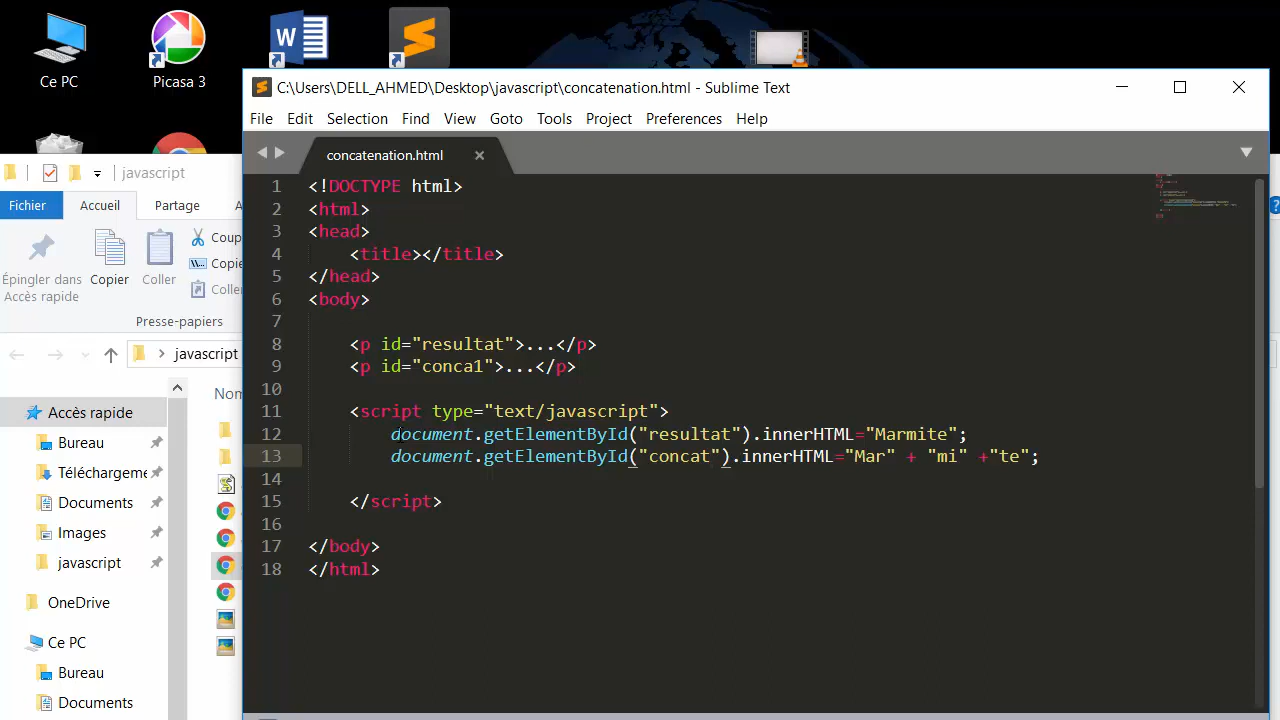 Ce PC
Picasa 3
C:\Users\DELL_AHMED\Desktop\javascript\concatenation.html - Sublime Text
File Edit Selection Find View Goto Tools Project Preferences Help
concatenation.html
javascript
Fichier Accueil Partage A
Épingler dans
Accès rapide
Copier
Coller
Coup
Copie
Coller
Presse-papiers
javascript
Nom
Accès rapide
Bureau
Téléchargeme
Documents
Images
javascript
OneDrive
Ce PC
Bureau
Documents
1 <!DOCTYPE html>
2 <html>
3 <head>
4 <title></title>
5 </head>
6 <body>
7
8 <p id="resultat">...</p>
9 <p id="conca1">...</p>
10
11 <script type="text/javascript">
12 document.getElementById("resultat").innerHTML="Marmite";
13 document.getElementById("concat").innerHTML="Mar" + "mi" +"te";
14
15 </script>
16
17 </body>
18 </html>